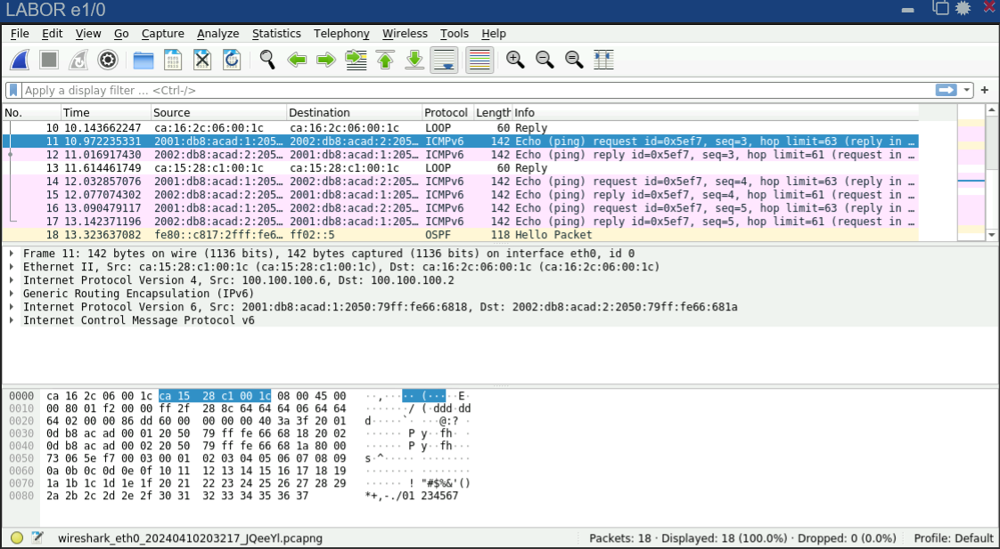 LABOR e1/0
File Edit View Go Capture Analyze Statistics Telephony Wireless Tools Help
Apply a display filter … <Ctrl-/>
No. Time Source Destination Protocol Length Info
10 10.143662247 ca:16:2c:06:00:1c ca:16:2c:06:00:1c LOOP 60 Reply
11 10.972235331 2001:db8:acad:1:205… 2002:db8:acad:2:205… ICMPv6 142 Echo (ping) request id=0x5ef7, seq=3, hop limit=63 (reply in …
12 11.016917430 2002:db8:acad:2:205… 2001:db8:acad:1:205… ICMPv6 142 Echo (ping) reply id=0x5ef7, seq=3, hop limit=61 (request in …
13 11.614461749 ca:15:28:c1:00:1c ca:15:28:c1:00:1c LOOP 60 Reply
14 12.032857076 2001:db8:acad:1:205… 2002:db8:acad:2:205… ICMPv6 142 Echo (ping) request id=0x5ef7, seq=4, hop limit=63 (reply in …
15 12.077074302 2002:db8:acad:2:205… 2001:db8:acad:1:205… ICMPv6 142 Echo (ping) reply id=0x5ef7, seq=4, hop limit=61 (request in …
16 13.090479117 2001:db8:acad:1:205… 2002:db8:acad:2:205… ICMPv6 142 Echo (ping) request id=0x5ef7, seq=5, hop limit=63 (reply in …
17 13.142371196 2002:db8:acad:2:205… 2001:db8:acad:1:205… ICMPv6 142 Echo (ping) reply id=0x5ef7, seq=5, hop limit=61 (request in …
18 13.323637082 fe80::c817:2fff:fe6… ff02::5 OSPF 118 Hello Packet
Frame 11: 142 bytes on wire (1136 bits), 142 bytes captured (1136 bits) on interface eth0, id 0
Ethernet II, Src: ca:15:28:c1:00:1c (ca:15:28:c1:00:1c), Dst: ca:16:2c:06:00:1c (ca:16:2c:06:00:1c)
Internet Protocol Version 4, Src: 100.100.100.6, Dst: 100.100.100.2
Generic Routing Encapsulation (IPv6)
Internet Protocol Version 6, Src: 2001:db8:acad:1:2050:79ff:fe66:6818, Dst: 2002:db8:acad:2:2050:79ff:fe66:681a
Internet Control Message Protocol v6
0000 ca 16 2c 06 00 1c ca 15 28 c1 00 1c 08 00 45 00 ··,····· (·····E·
0010 00 80 01 f2 00 00 ff 2f 28 8c 64 64 64 06 64 64 ·······/ (·ddd·dd
0020 64 02 00 00 86 dd 60 00 00 00 00 40 3a 3f 20 01 d·····`· ···@:? ·
0030 0d b8 ac ad 00 01 20 50 79 ff fe 66 68 18 20 02 ······ P y··fh· ·
0040 0d b8 ac ad 00 02 20 50 79 ff fe 66 68 1a 80 00 ······ P y··fh···
0050 73 06 5e f7 00 03 00 01 02 03 04 05 06 07 08 09 s·^····· ········
0060 0a 0b 0c 0d 0e 0f 10 11 12 13 14 15 16 17 18 19 ········ ········
0070 1a 1b 1c 1d 1e 1f 20 21 22 23 24 25 26 27 28 29 ······ ! "#$%&'()
0080 2a 2b 2c 2d 2e 2f 30 31 32 33 34 35 36 37 *+,-./01 234567
wireshark_eth0_20240410203217_JQeeYl.pcapng Packets: 18 · Displayed: 18 (100.0%) · Dropped: 0 (0.0%) Profile: Default